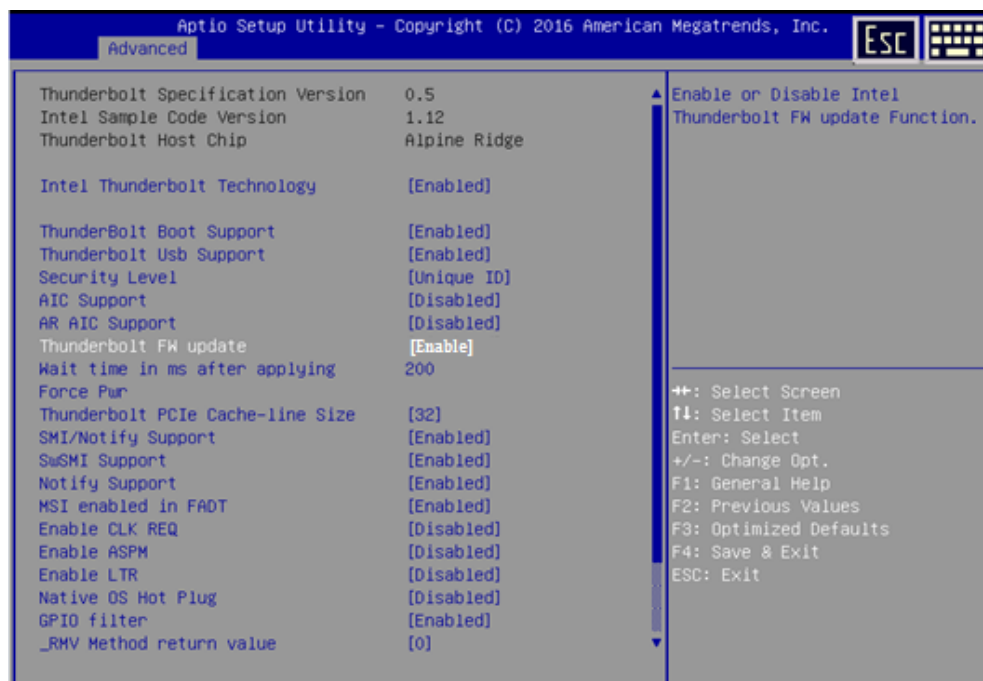 Aptio Setup Utility – Copyright (C) 2016 American Megatrends, Inc.
Esc
Advanced
Thunderbolt Specification Version 0.5
Intel Sample Code Version 1.12
Thunderbolt Host Chip Alpine Ridge
Intel Thunderbolt Technology [Enabled]
ThunderBolt Boot Support [Enabled]
Thunderbolt Usb Support [Enabled]
Security Level [Unique ID]
AIC Support [Disabled]
AR AIC Support [Disabled]
Thunderbolt FW update [Enable]
Wait time in ms after applying 200
Force Pwr
Thunderbolt PCIe Cache-line Size [32]
SMI/Notify Support [Enabled]
SwSMI Support [Enabled]
Notify Support [Enabled]
MSI enabled in FADT [Enabled]
Enable CLK REQ [Disabled]
Enable ASPM [Disabled]
Enable LTR [Disabled]
Native OS Hot Plug [Disabled]
GPIO filter [Enabled]
_RMV Method return value [0]
Enable or Disable Intel
Thunderbolt FW update Function.
→←: Select Screen
↑↓: Select Item
Enter: Select
+/-: Change Opt.
F1: General Help
F2: Previous Values
F3: Optimized Defaults
F4: Save & Exit
ESC: Exit